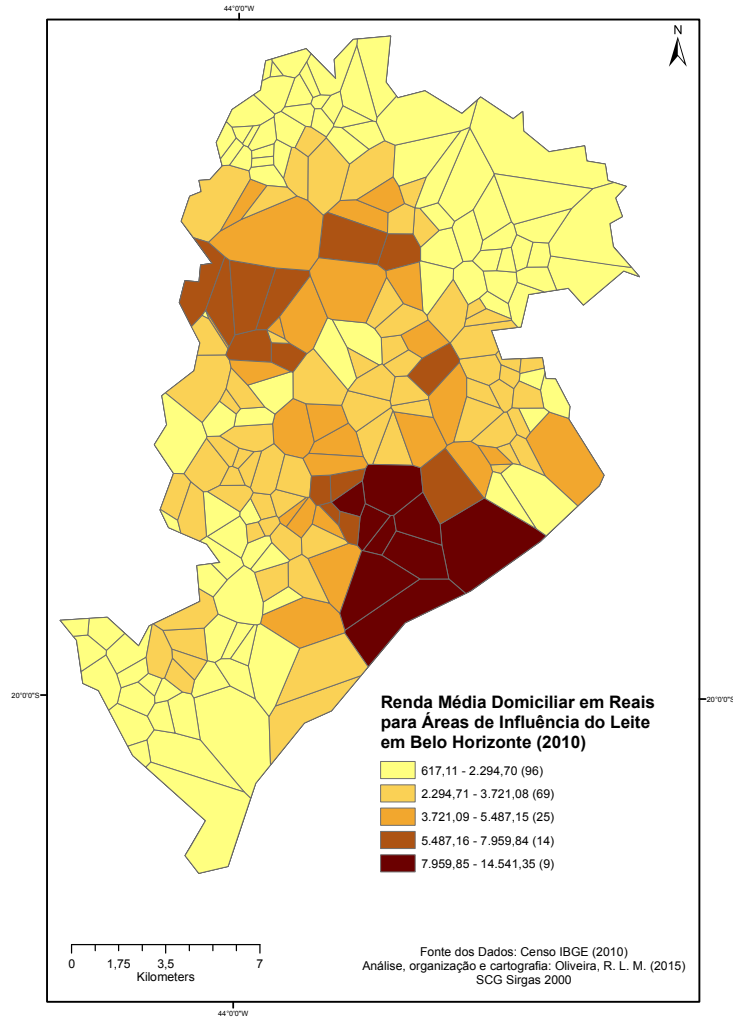 44°0'0"W
N
20°0'0"S
20°0'0"S
Renda Média Domiciliar em Reais
para Áreas de Influência do Leite
em Belo Horizonte (2010)
617,11 - 2.294,70 (96)
2.294,71 - 3.721,08 (69)
3.721,09 - 5.487,15 (25)
5.487,16 - 7.959,84 (14)
7.959,85 - 14.541,35 (9)
0 1,75 3,5 7
Kilometers
Fonte dos Dados: Censo IBGE (2010)
Análise, organização e cartografia: Oliveira, R. L. M. (2015)
SCG Sirgas 2000
44°0'0"W